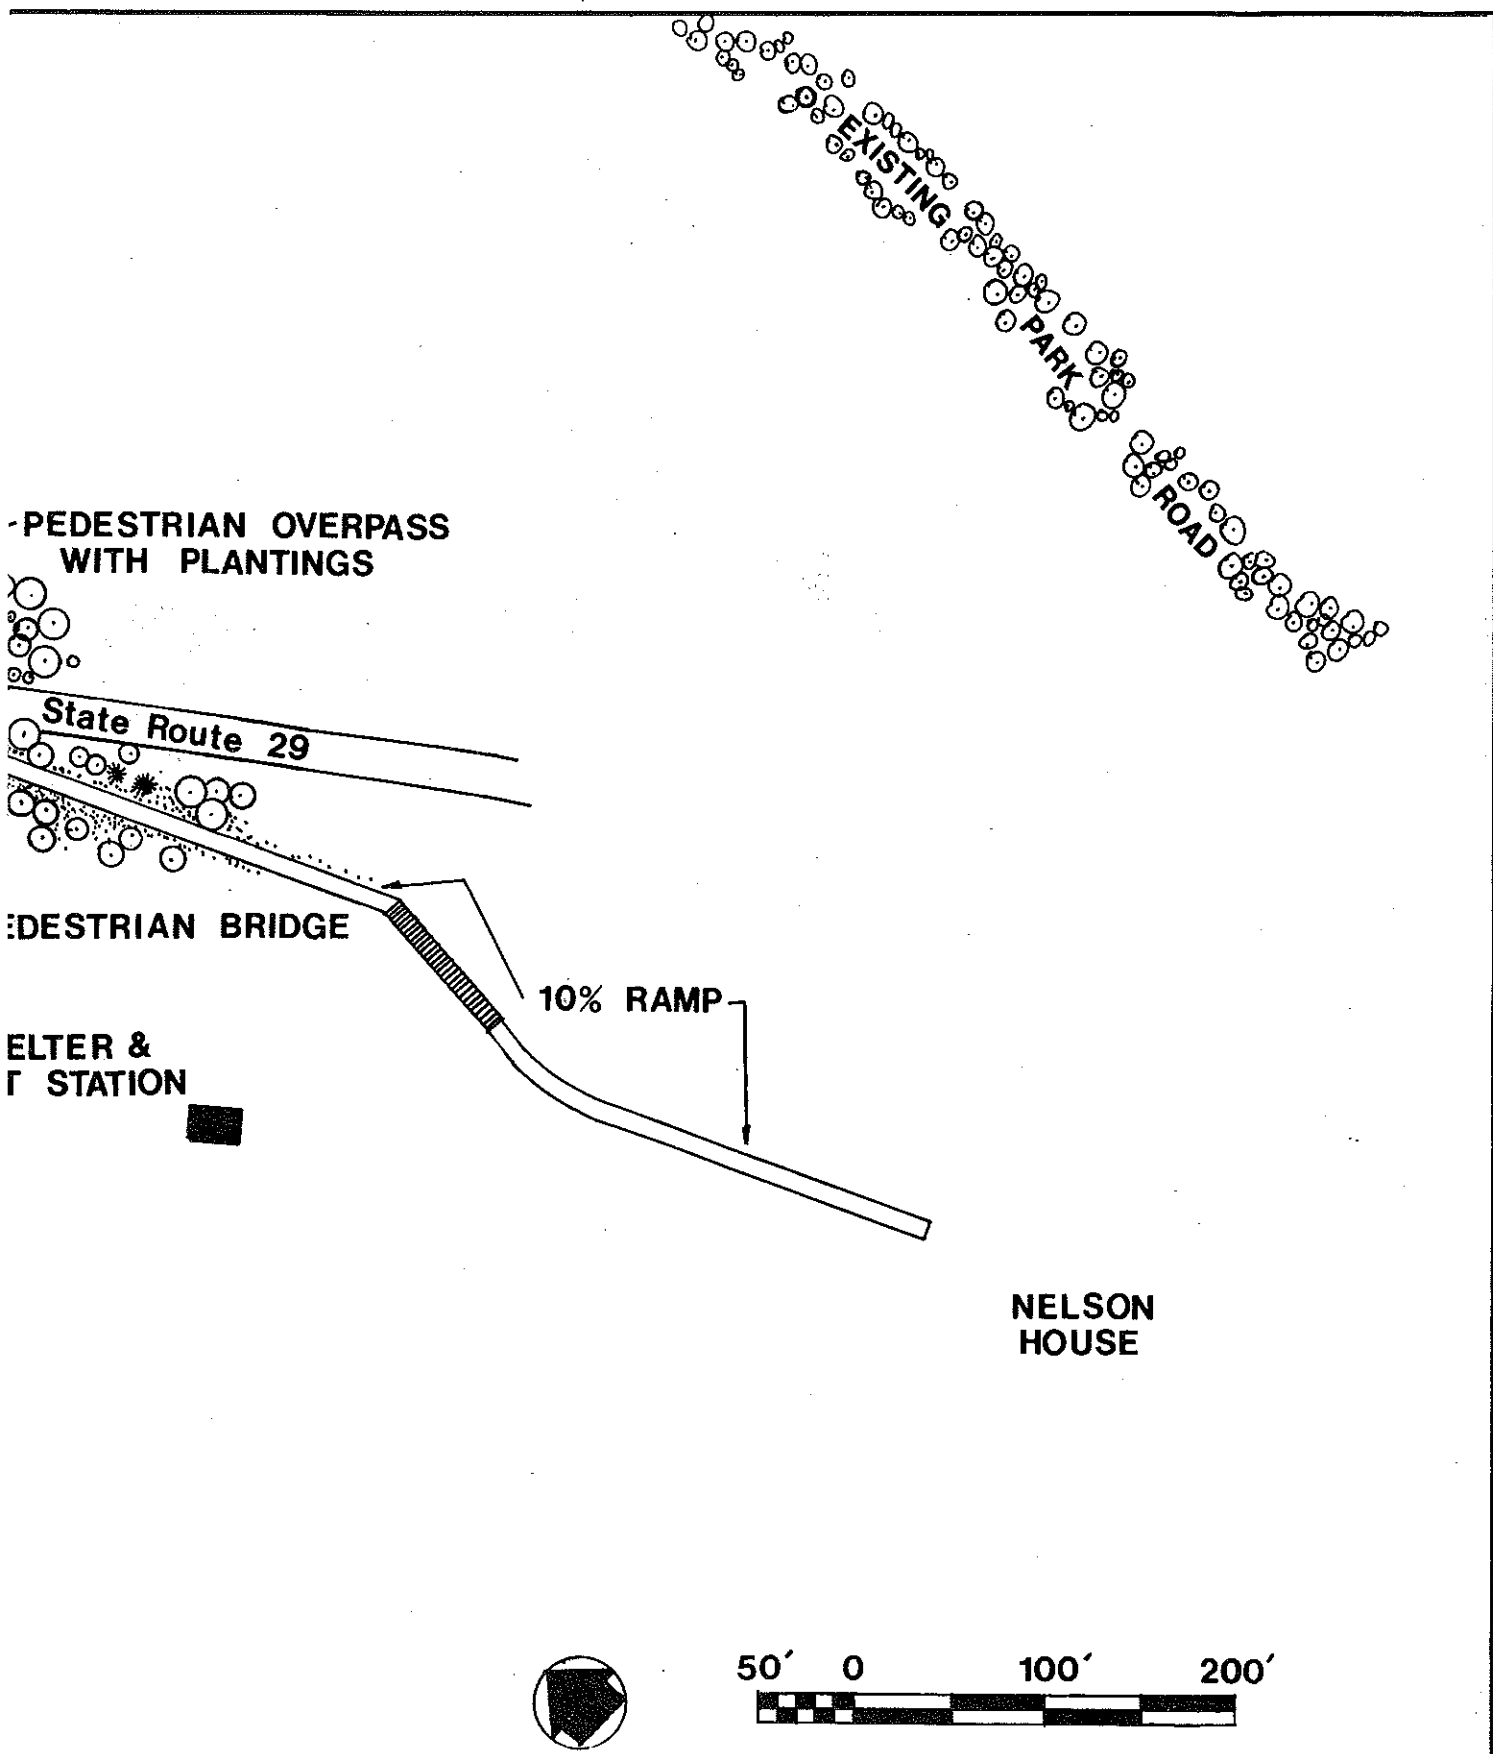 EXISTING
PARK
ROAD
-PEDESTRIAN OVERPASS
WITH PLANTINGS
State Route 29
EDESTRIAN BRIDGE
10% RAMP
ELTER &
T STATION
NELSON
HOUSE
50' 0 100' 200'